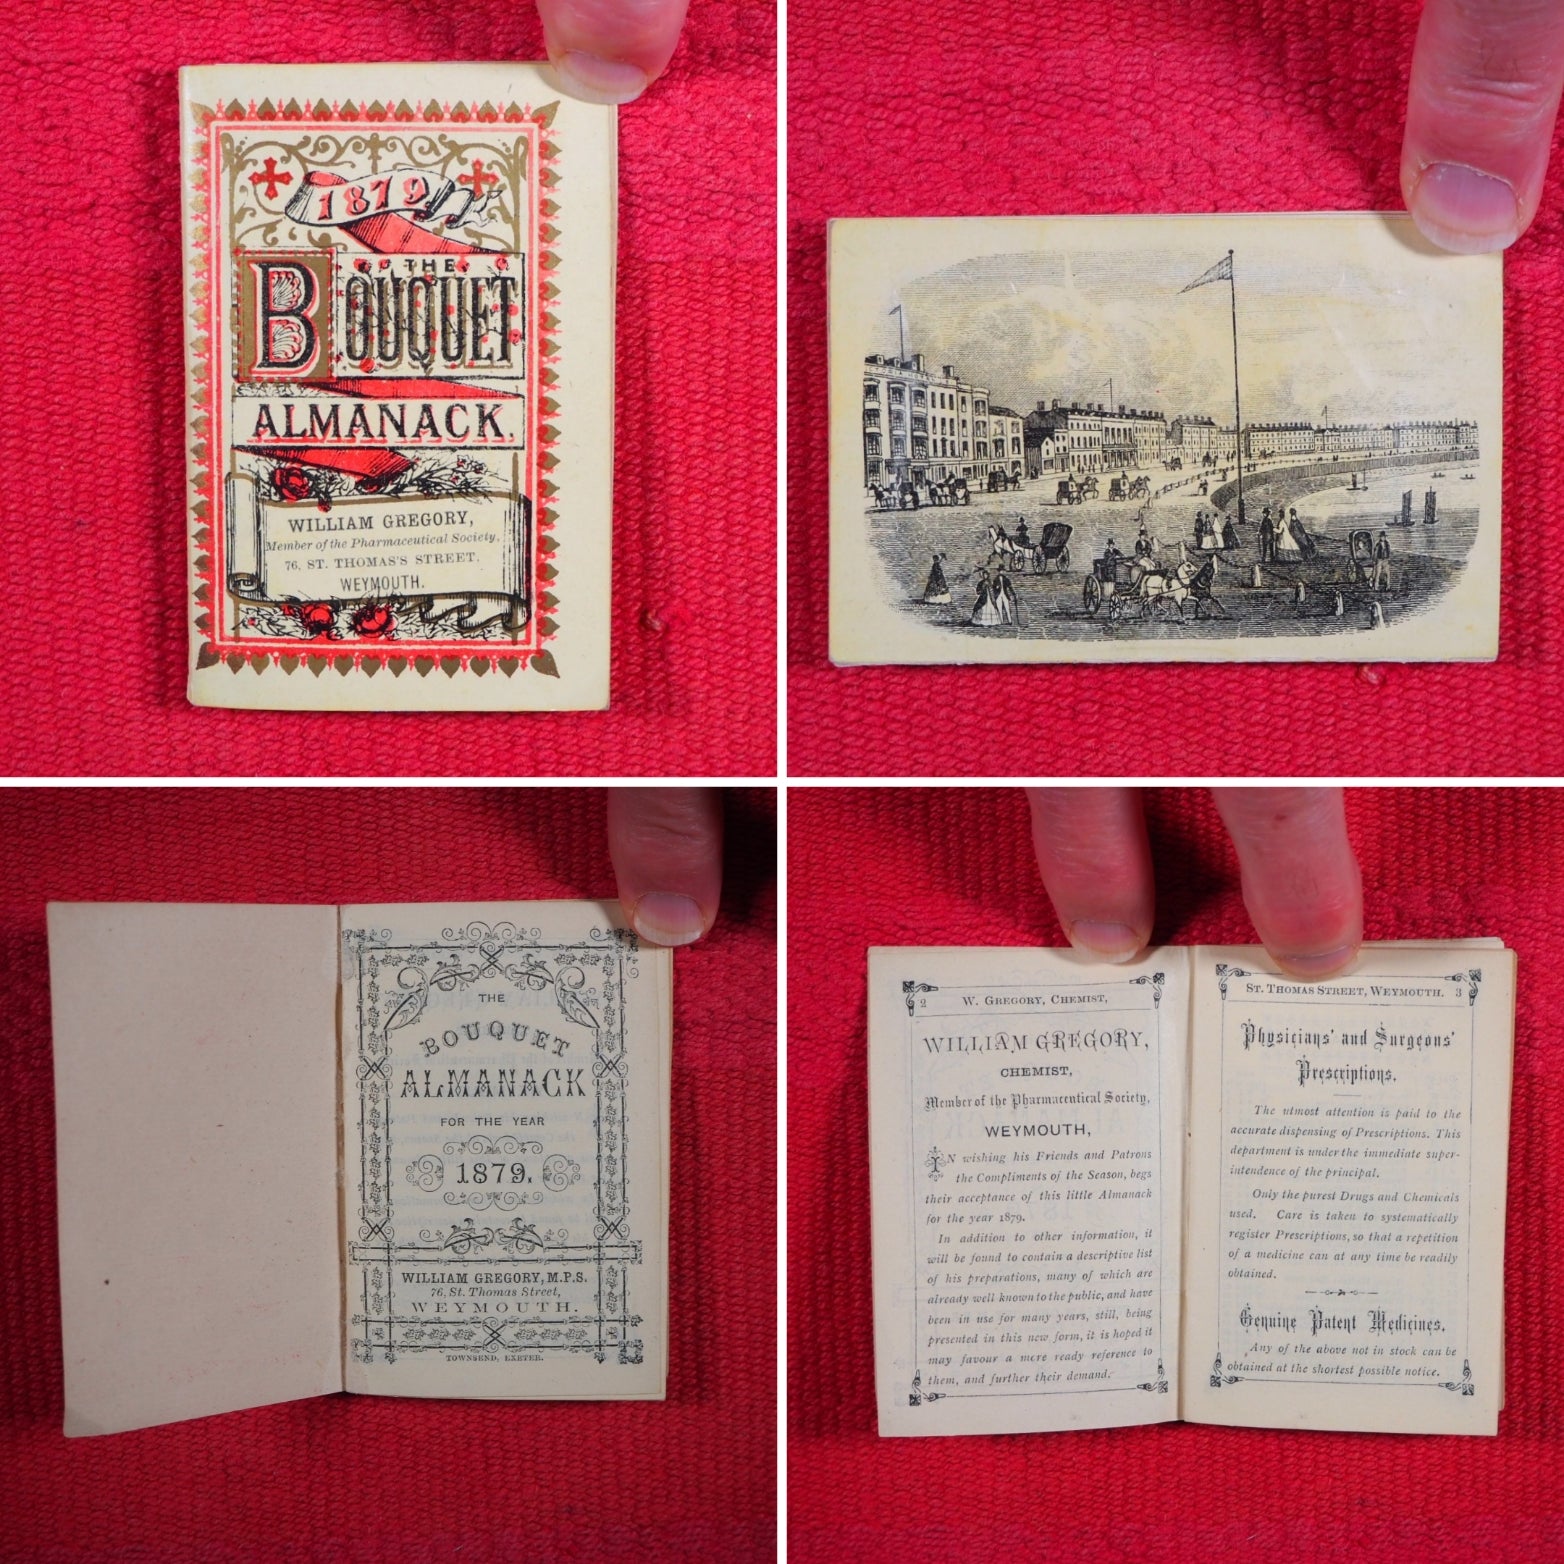 1879
THE
BOUQUET
ALMANACK.
WILLIAM GREGORY,
Member of the Pharmaceutical Society,
76, ST. THOMAS'S STREET,
WEYMOUTH.
THE
BOUQUET
ALMANACK
FOR THE YEAR
1879.
WILLIAM GREGORY, M.P.S.
76, St. Thomas Street,
WEYMOUTH.
TOWNSEND, EXETER.
2 W. GREGORY, CHEMIST,
WILLIAM GREGORY,
CHEMIST,
Member of the Pharmaceutical Society,
WEYMOUTH,
IN wishing his Friends and Patrons
the Compliments of the Season, begs
their acceptance of this little Almanack
for the year 1879.
In addition to other information, it
will be found to contain a descriptive list
of his preparations, many of which are
already well known to the public, and have
been in use for many years, still, being
presented in this new form, it is hoped it
may favour a more ready reference to
them, and further their demand.
ST. THOMAS STREET, WEYMOUTH. 3
Physicians' and Surgeons'
Prescriptions.
The utmost attention is paid to the
accurate dispensing of Prescriptions. This
department is under the immediate super-
intendence of the principal.
Only the purest Drugs and Chemicals
used. Care is taken to systematically
register Prescriptions, so that a repetition
of a medicine can at any time be readily
obtained.
Genuine Patent Medicines.
Any of the above not in stock can be
obtained at the shortest possible notice.